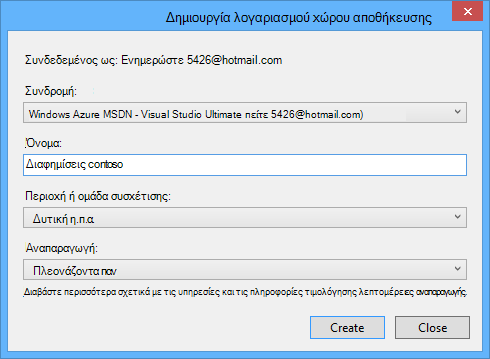 Δημιουργία λογαριασμού χώρου αποθήκευσης
Συνδεδεμένος ως: Ενημερώστε 5426@hotmail.com
Συνδρομή:
Windows Azure MSDN - Visual Studio Ultimate πείτε 5426@hotmail.com)
Όνομα:
Διαφημίσεις contoso
Περιοχή ή ομάδα συσχέτισης:
Δυτική η.π.α.
Αναπαραγωγή:
Πλεονάζοντα παν
Διαβάστε περισσότερα σχετικά με τις υπηρεσίες και τις πληροφορίες τιμολόγησης λεπτομέρειες αναπαραγωγής.
Create Close